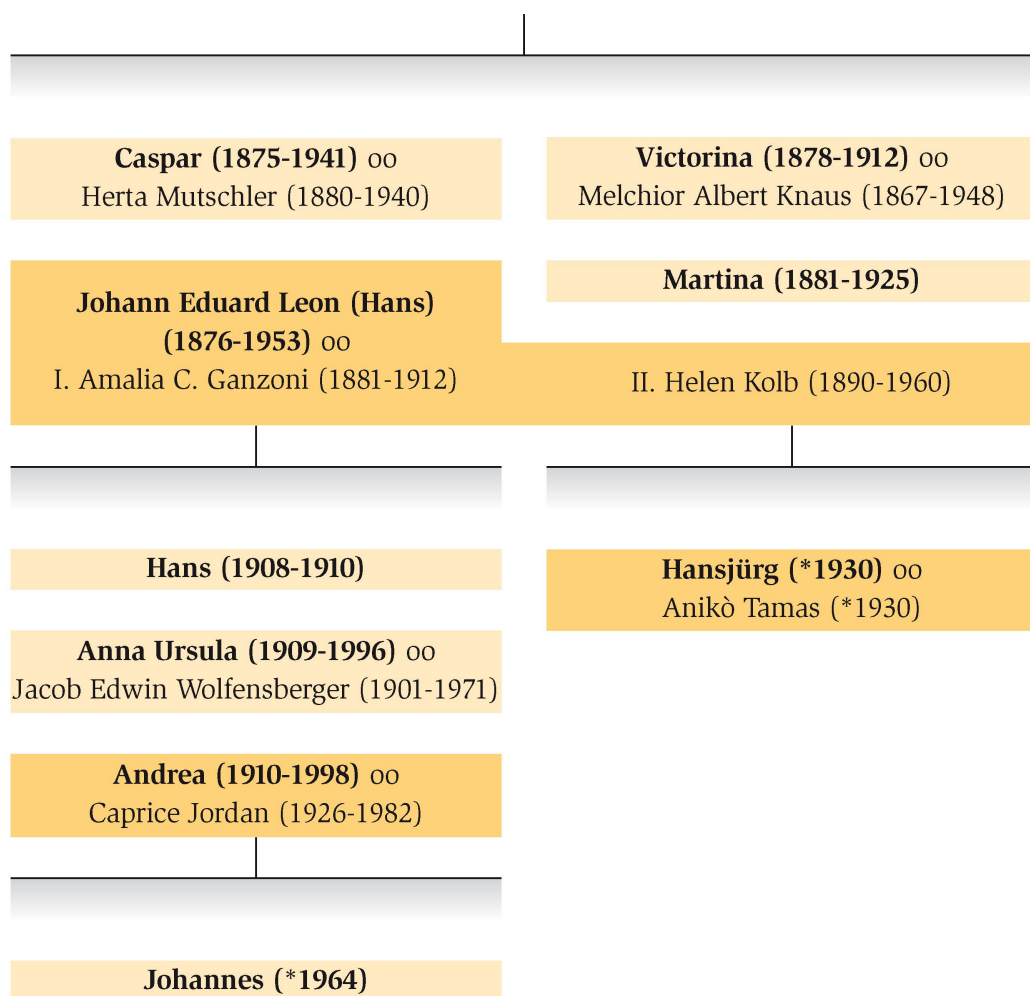 Caspar (1875-1941) oo
Herta Mutschler (1880-1940)
Victorina (1878-1912) oo
Melchior Albert Knaus (1867-1948)
Johann Eduard Leon (Hans)
(1876-1953) oo
I. Amalia C. Ganzoni (1881-1912)
Martina (1881-1925)
II. Helen Kolb (1890-1960)
Hans (1908-1910)
Anna Ursula (1909-1996) oo
Jacob Edwin Wolfensberger (1901-1971)
Andrea (1910-1998) oo
Caprice Jordan (1926-1982)
Johannes (*1964)
Hansjürg (*1930) oo
Anikò Tamas (*1930)